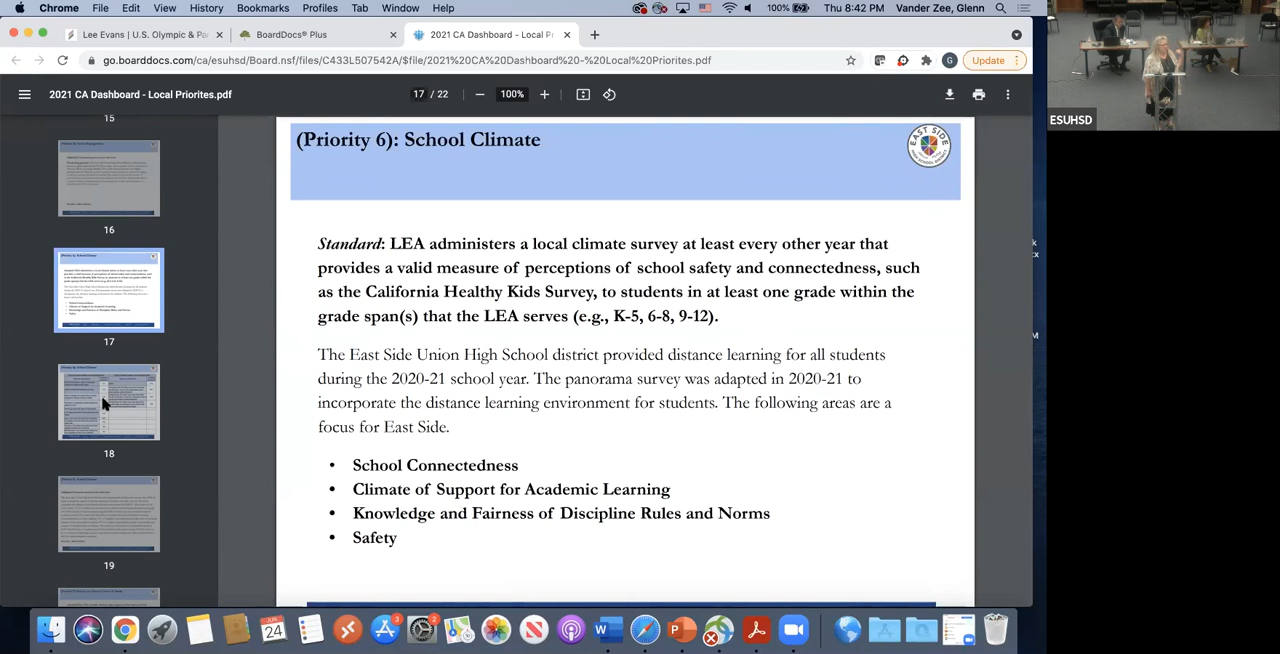 Chrome File Edit View History Bookmarks Profiles Tab Window Help 100% Thu 8:42 PM Vander Zee, Glenn
Lee Evans | U.S. Olympic & Pa
BoardDocs® Plus
2021 CA Dashboard - Local Pr
go.boarddocs.com/ca/esuhsd/Board.nsf/files/C433L507542A/$file/2021%20CA%20Dashboard%20-%20Local%20Priorites.pdf
G
Update
2021 CA Dashboard - Local Priorites.pdf
17 / 22
100%
15
16
17
18
19
(Priority 6): School Climate
EAST SIDE
Standard: LEA administers a local climate survey at least every other year that
provides a valid measure of perceptions of school safety and connectedness, such
as the California Healthy Kids Survey, to students in at least one grade within the
grade span(s) that the LEA serves (e.g., K-5, 6-8, 9-12).
The East Side Union High School district provided distance learning for all students
during the 2020-21 school year. The panorama survey was adapted in 2020-21 to
incorporate the distance learning environment for students. The following areas are a
focus for East Side.
• School Connectedness
• Climate of Support for Academic Learning
• Knowledge and Fairness of Discipline Rules and Norms
• Safety
ESUHSD
JUN
24
3
2
W
P